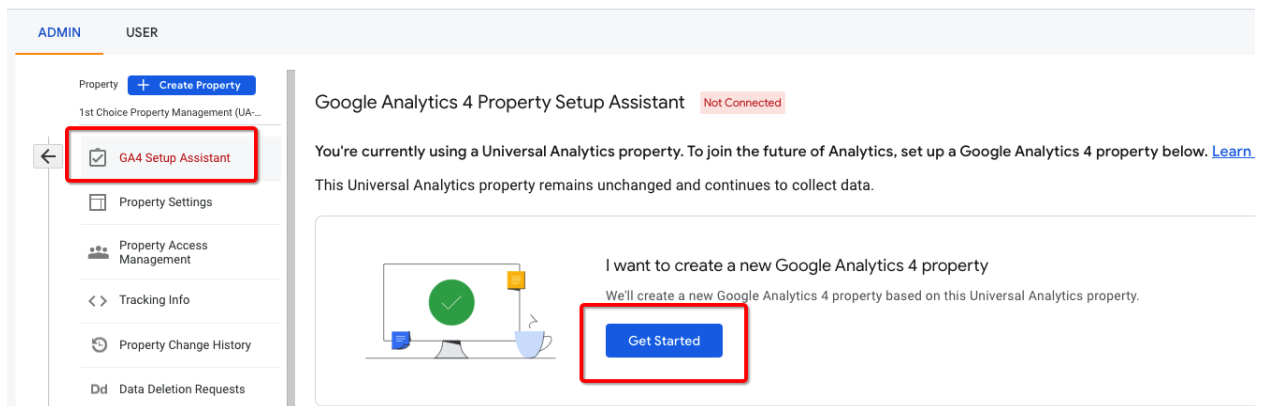 ADMIN USER
Property + Create Property
1st Choice Property Management (UA-...
GA4 Setup Assistant
Property Settings
Property Access
Management
Tracking Info
Property Change History
Dd Data Deletion Requests
Google Analytics 4 Property Setup Assistant Not Connected
You're currently using a Universal Analytics property. To join the future of Analytics, set up a Google Analytics 4 property below. Learn
This Universal Analytics property remains unchanged and continues to collect data.
I want to create a new Google Analytics 4 property
We'll create a new Google Analytics 4 property based on this Universal Analytics property.
Get Started